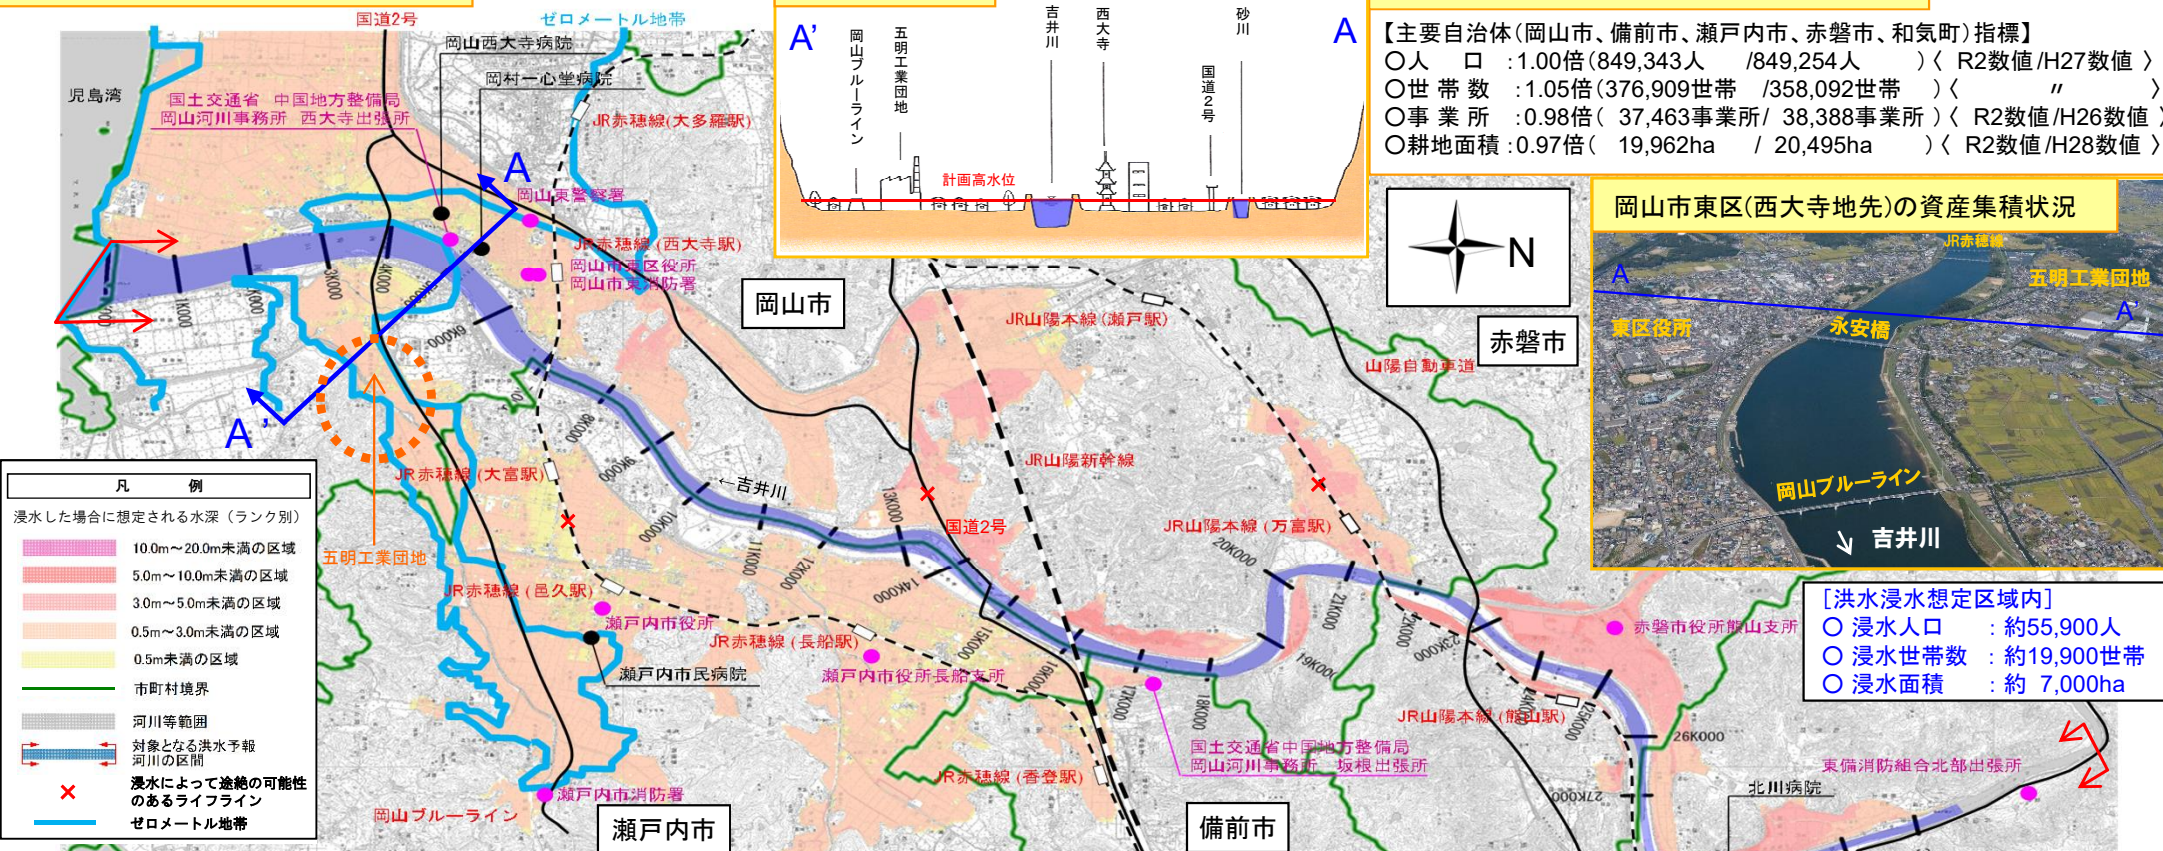 国道2号
ゼロメートル地帯
岡山西大寺病院
岡村一心堂病院
児島湾
国土交通省 中国地方整備局
岡山河川事務所 西大寺出張所
JR赤穂線(大多羅駅)
A
岡山東警察署
JR赤穂線(西大寺駅)
岡山市東区役所
岡山市東消防署
A'
A'
A
岡山ブルーライン
五明工業団地
吉井川
西大寺
国道2号
砂川
計画高水位
【主要自治体(岡山市、備前市、瀬戸内市、赤磐市、和気町)指標】
〇人 口 :1.00倍(849,343人 /849,254人 )〈 R2数値/H27数値 〉
〇世帯数 :1.05倍(376,909世帯 /358,092世帯 )〈 〃 〉
〇事業所 :0.98倍( 37,463事業所/ 38,388事業所 )〈 R2数値/H26数値 〉
〇耕地面積 :0.97倍( 19,962ha / 20,495ha )〈 R2数値/H28数値 〉
N
岡山市東区(西大寺地先)の資産集積状況
JR赤穂線
A
五明工業団地
A'
東区役所
永安橋
岡山ブルーライン
吉井川
岡山市
赤磐市
JR山陽本線(瀬戸駅)
山陽自動車道
JR山陽新幹線
国道2号
JR山陽本線(万富駅)
←吉井川
1K000
3K000
4K000
6K000
8K000
9K000
10K000
11K000
12K000
13K000
14K000
15K000
16K000
17K000
18K000
19K000
20K000
21K000
22K000
23K000
24K000
25K000
26K000
27K000
JR赤穂線(大富駅)
五明工業団地
JR赤穂線(邑久駅)
瀬戸内市役所
JR赤穂線(長船駅)
瀬戸内市役所長船支所
瀬戸内市民病院
JR赤穂線(香登駅)
瀬戸内市消防署
岡山ブルーライン
瀬戸内市
備前市
国土交通省中国地方整備局
岡山河川事務所 坂根出張所
JR山陽本線(熊山駅)
赤磐市役所熊山支所
東備消防組合北部出張所
北川病院
[洪水浸水想定区域内]
〇 浸水人口 : 約55,900人
〇 浸水世帯数 : 約19,900世帯
〇 浸水面積 : 約 7,000ha
凡 例
浸水した場合に想定される水深(ランク別)
10.0m～20.0m未満の区域
5.0m～10.0m未満の区域
3.0m～5.0m未満の区域
0.5m～3.0m未満の区域
0.5m未満の区域
市町村境界
河川等範囲
対象となる洪水予報
河川の区間
浸水によって途絶の可能性
のあるライフライン
ゼロメートル地帯